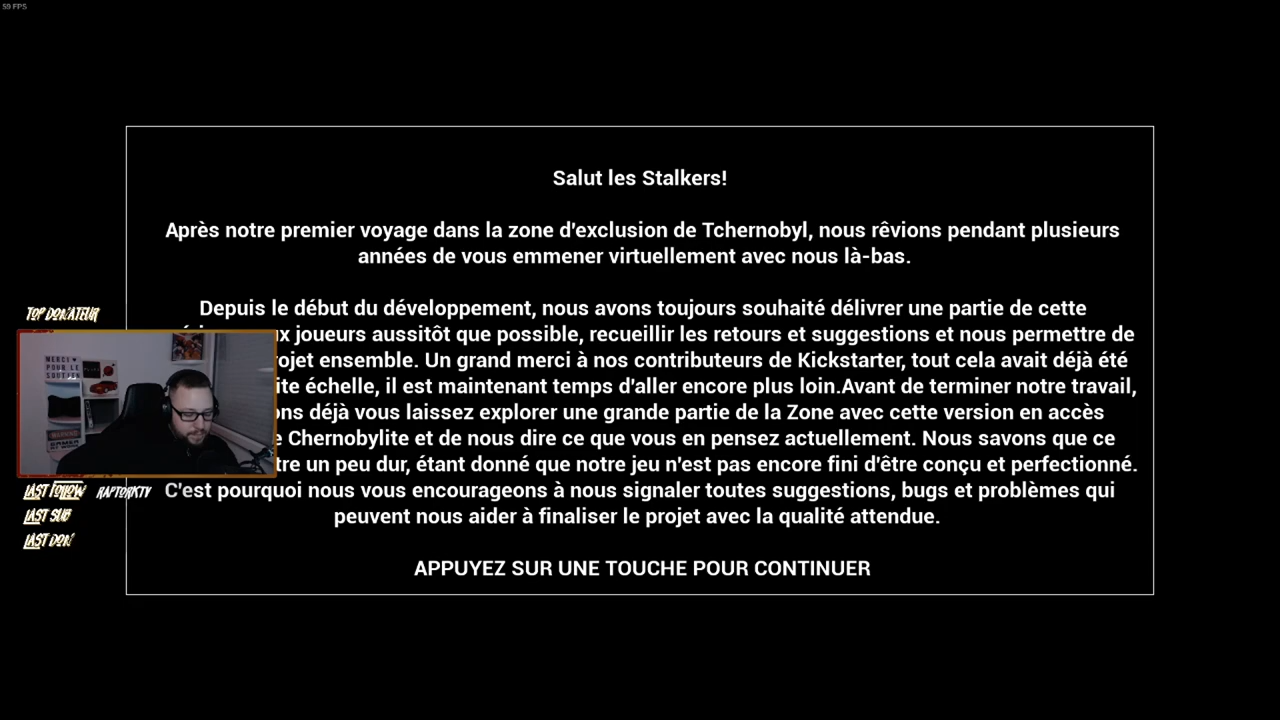 59 FPS
Salut les Stalkers!
Après notre premier voyage dans la zone d'exclusion de Tchernobyl, nous rêvions pendant plusieurs
années de vous emmener virtuellement avec nous là-bas.
Depuis le début du développement, nous avons toujours souhaité délivrer une partie de cette
joueurs aussitôt que possible, recueillir les retours et suggestions et nous permettre de
ensemble. Un grand merci à nos contributeurs de Kickstarter, tout cela avait déjà été
échelle, il est maintenant temps d'aller encore plus loin.Avant de terminer notre travail,
déjà vous laissez explorer une grande partie de la Zone avec cette version en accès
Chernobylite et de nous dire ce que vous en pensez actuellement. Nous savons que ce
un peu dur, étant donné que notre jeu n'est pas encore fini d'être conçu et perfectionné.
C'est pourquoi nous vous encourageons à nous signaler toutes suggestions, bugs et problèmes qui
peuvent nous aider à finaliser le projet avec la qualité attendue.
APPUYEZ SUR UNE TOUCHE POUR CONTINUER
TOP DONATEUR
MERCI
POUR LE
SOUTIEN
LAST FOLLOW RAPTORKTY
LAST SUB
LAST DON